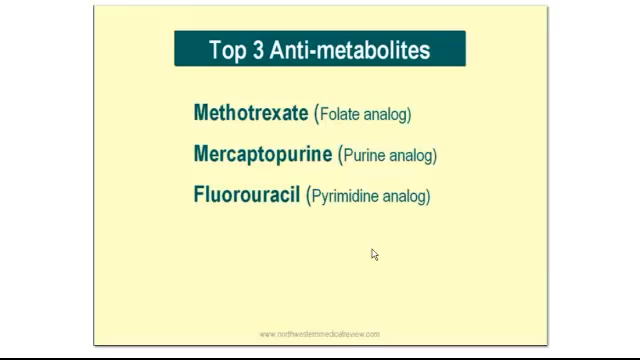 Top 3 Anti-metabolites
Methotrexate (Folate analog)
Mercaptopurine (Purine analog)
Fluorouracil (Pyrimidine analog)
www.northwesternmedicalreview.com